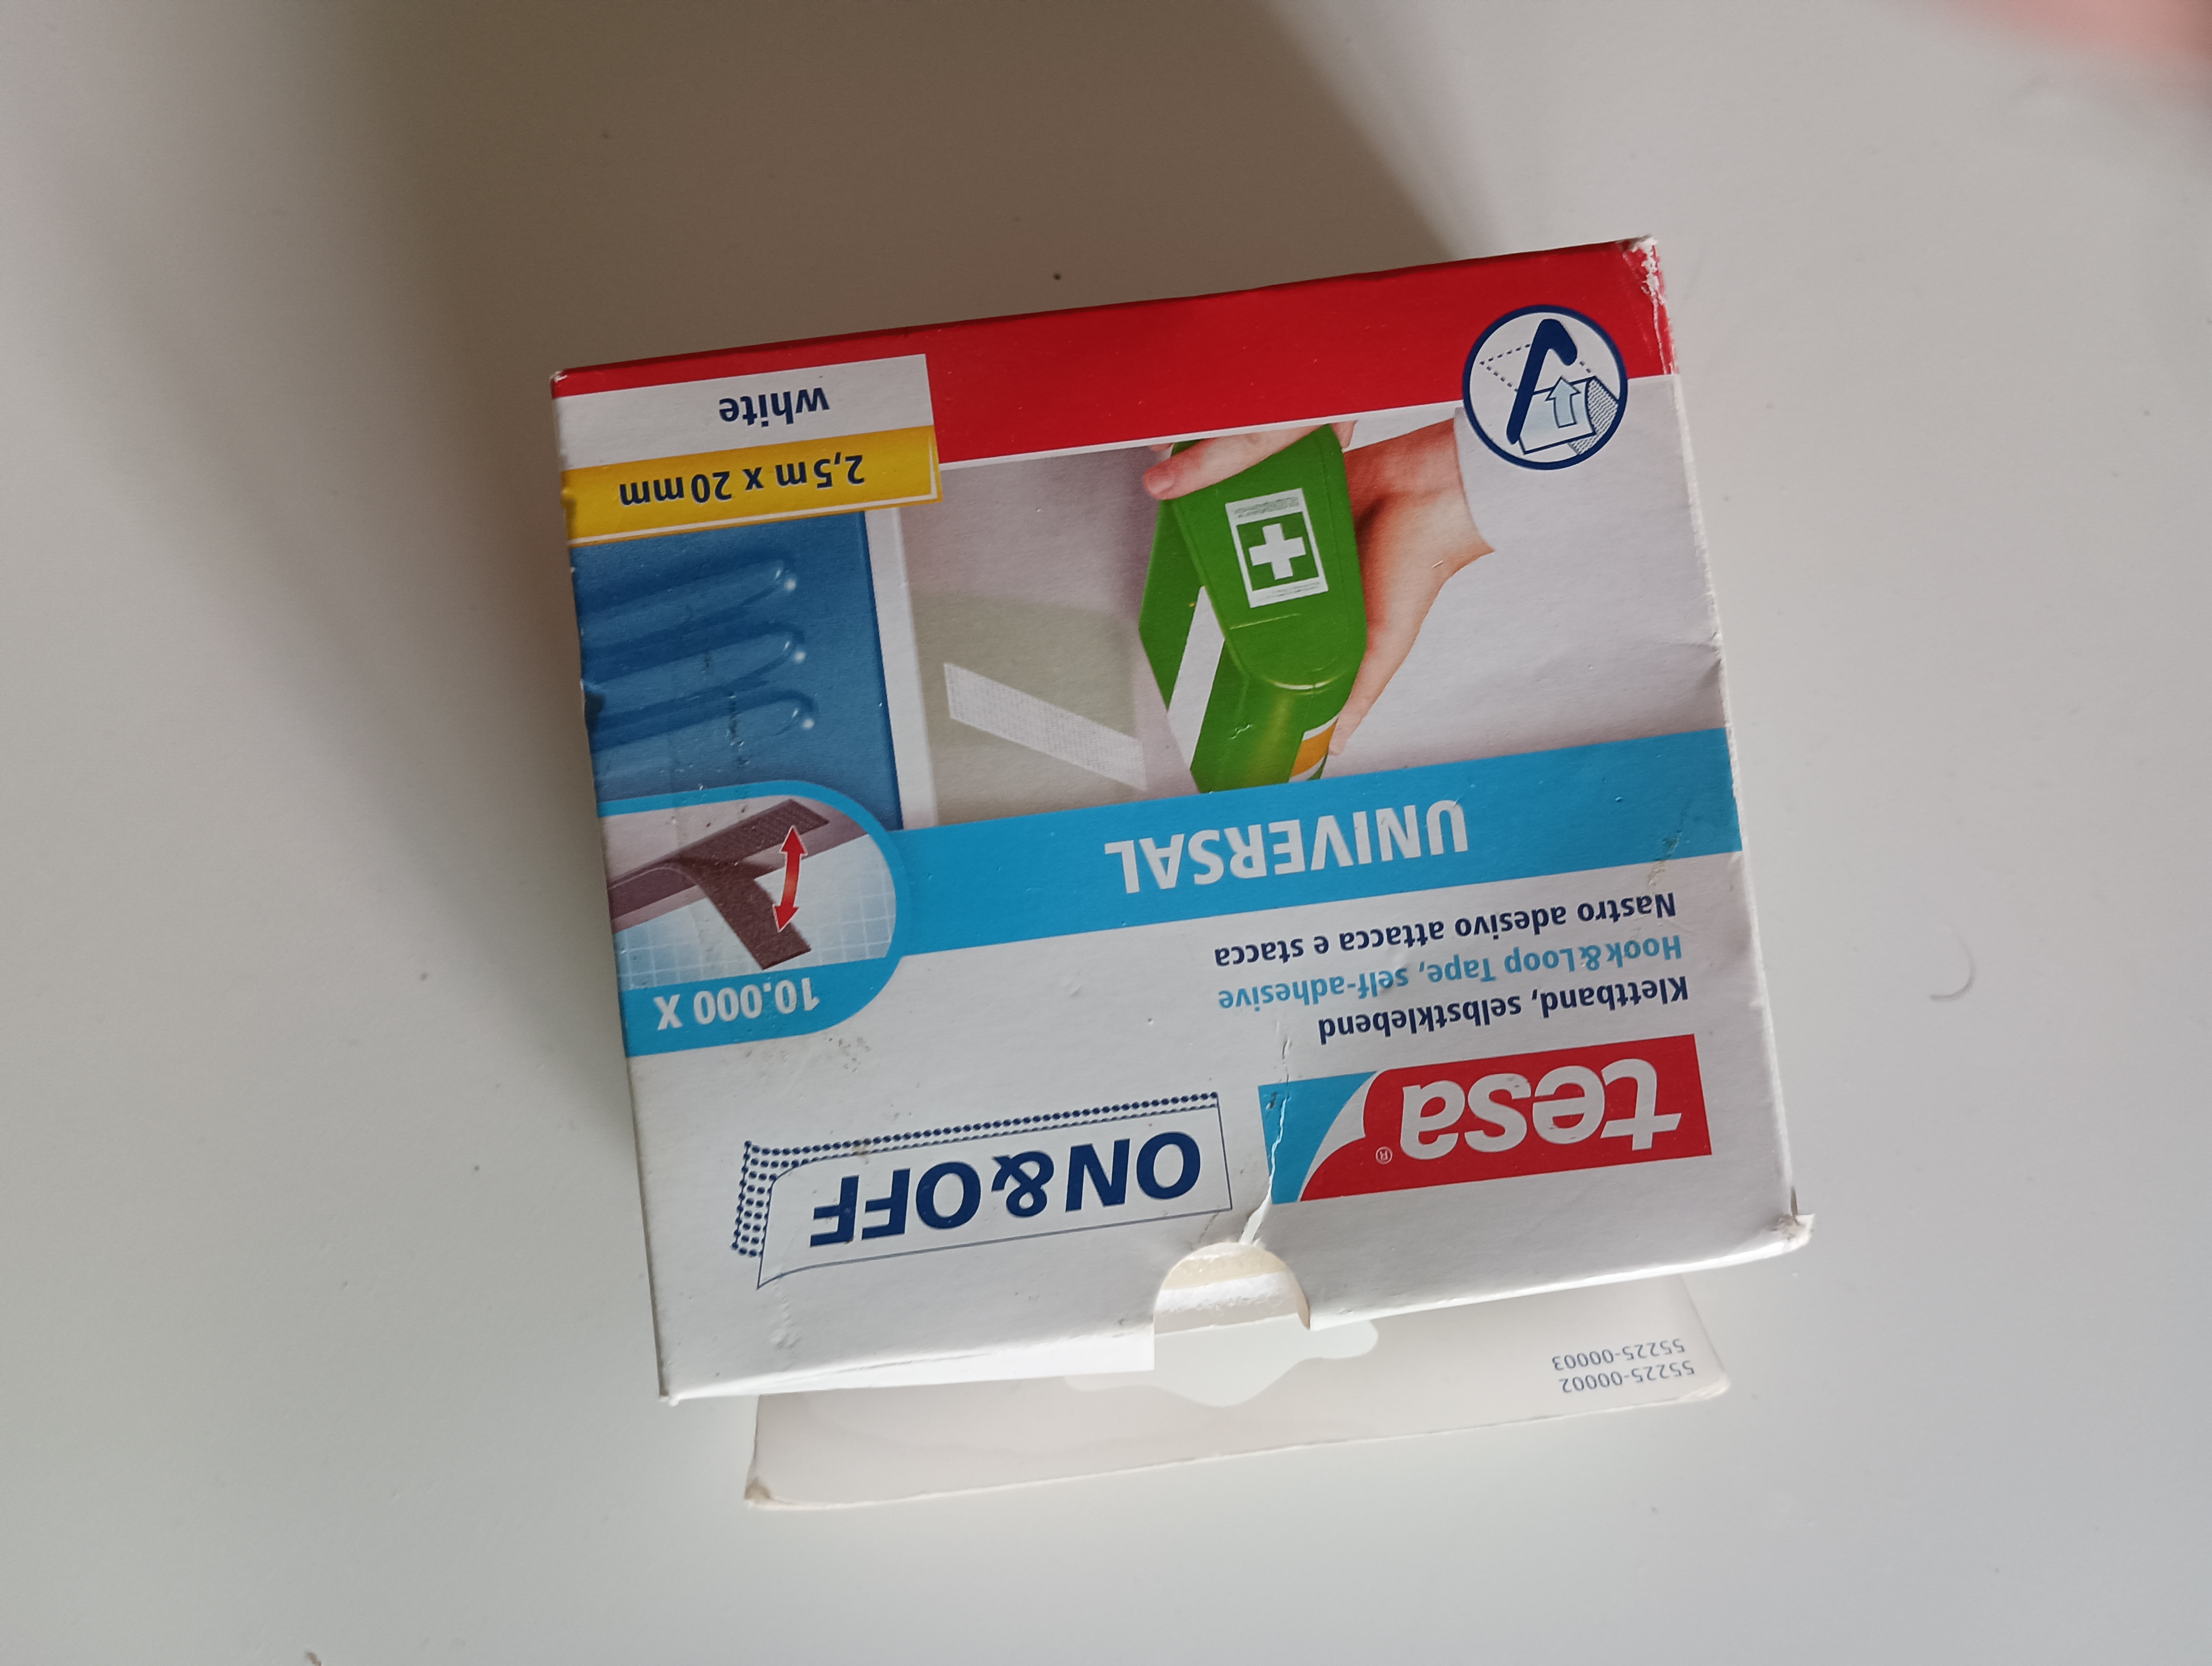 55225-00002
55225-00003
tesa®
ON&OFF
Klettband, selbstklebend
Hook&Loop Tape, self-adhesive
Nastro adesivo attacca e stacca
10.000 X
UNIVERSAL
2,5m x 20mm
white